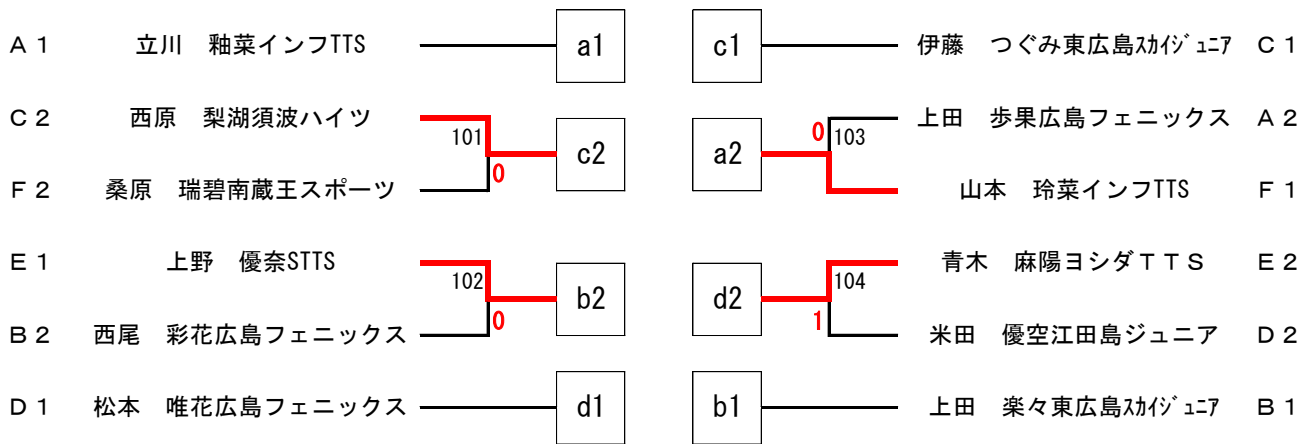 Ａ１ 立川　釉菜インフTTS a1 c1 伊藤　つぐみ東広島ｽｶｲｼﾞｭﾆｱ Ｃ１
Ｃ２ 西原　梨湖須波ハイツ 101 0 c2 a2 0 103 上田　歩果広島フェニックス Ａ２
Ｆ２ 桑原　瑞碧南蔵王スポーツ 山本　玲菜インフTTS Ｆ１
Ｅ１ 上野　優奈STTS 102 0 b2 d2 1 104 青木　麻陽ヨシダＴＴＳ Ｅ２
Ｂ２ 西尾　彩花広島フェニックス 米田　優空江田島ジュニア Ｄ２
Ｄ１ 松本　唯花広島フェニックス d1 b1 上田　楽々東広島ｽｶｲｼﾞｭﾆｱ Ｂ１